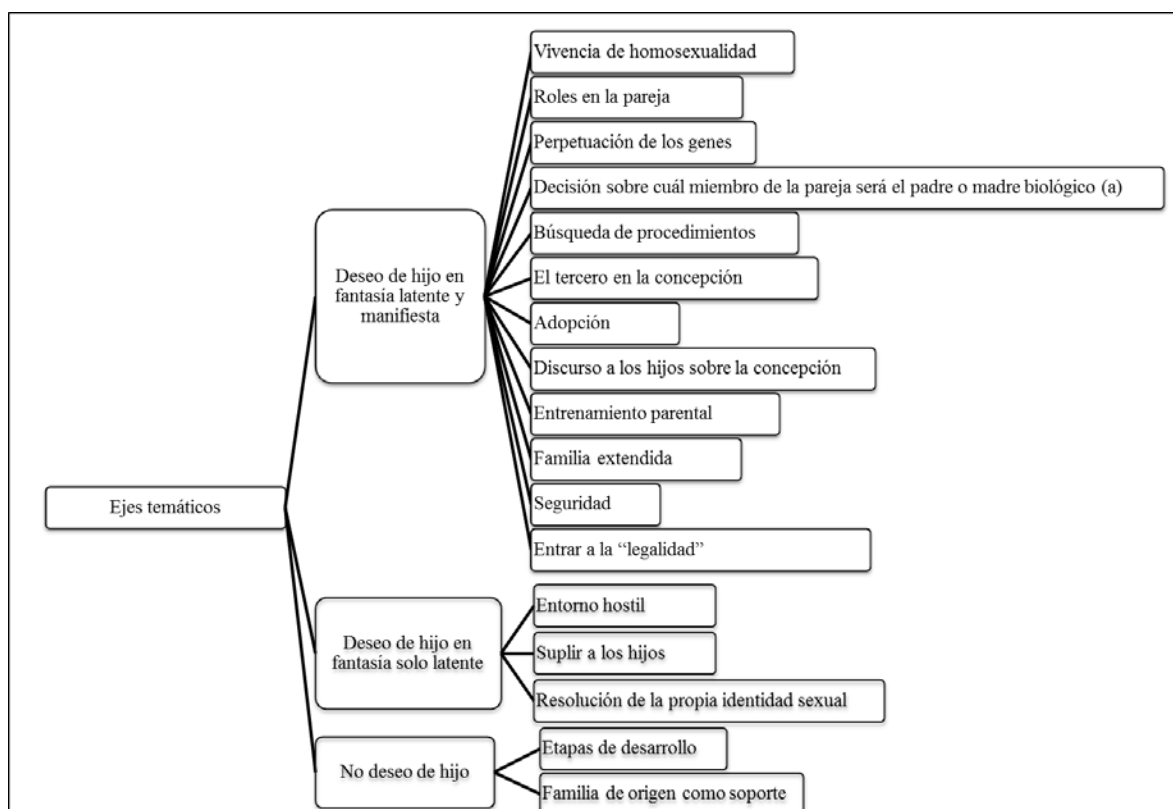 Ejes temáticos
Deseo de hijo en
fantasía latente y
manifiesta
Vivencia de homosexualidad
Roles en la pareja
Perpetuación de los genes
Decisión sobre cuál miembro de la pareja será el padre o madre biológico (a)
Búsqueda de procedimientos
El tercero en la concepción
Adopción
Discurso a los hijos sobre la concepción
Entrenamiento parental
Familia extendida
Seguridad
Entrar a la “legalidad”
Deseo de hijo en
fantasía solo latente
Entorno hostil
Suplir a los hijos
Resolución de la propia identidad sexual
No deseo de hijo
Etapas de desarrollo
Familia de origen como soporte